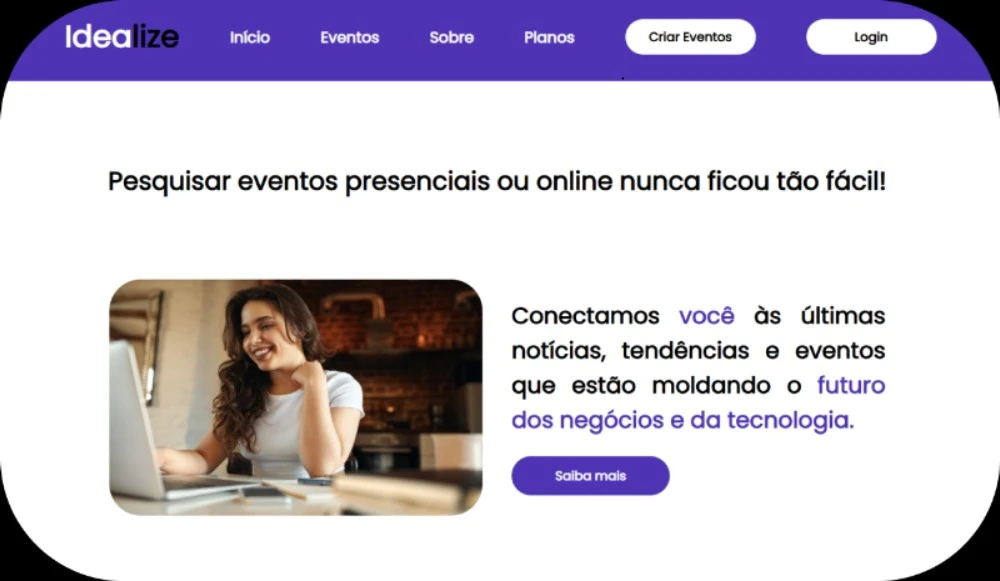 Idealize
Início
Eventos
Sobre
Planos
Criar Eventos
Login
Pesquisar eventos presenciais ou online nunca ficou tão fácil!
Conectamos você às últimas
notícias, tendências e eventos
que estão moldando o futuro
dos negócios e da tecnologia.
Saiba mais